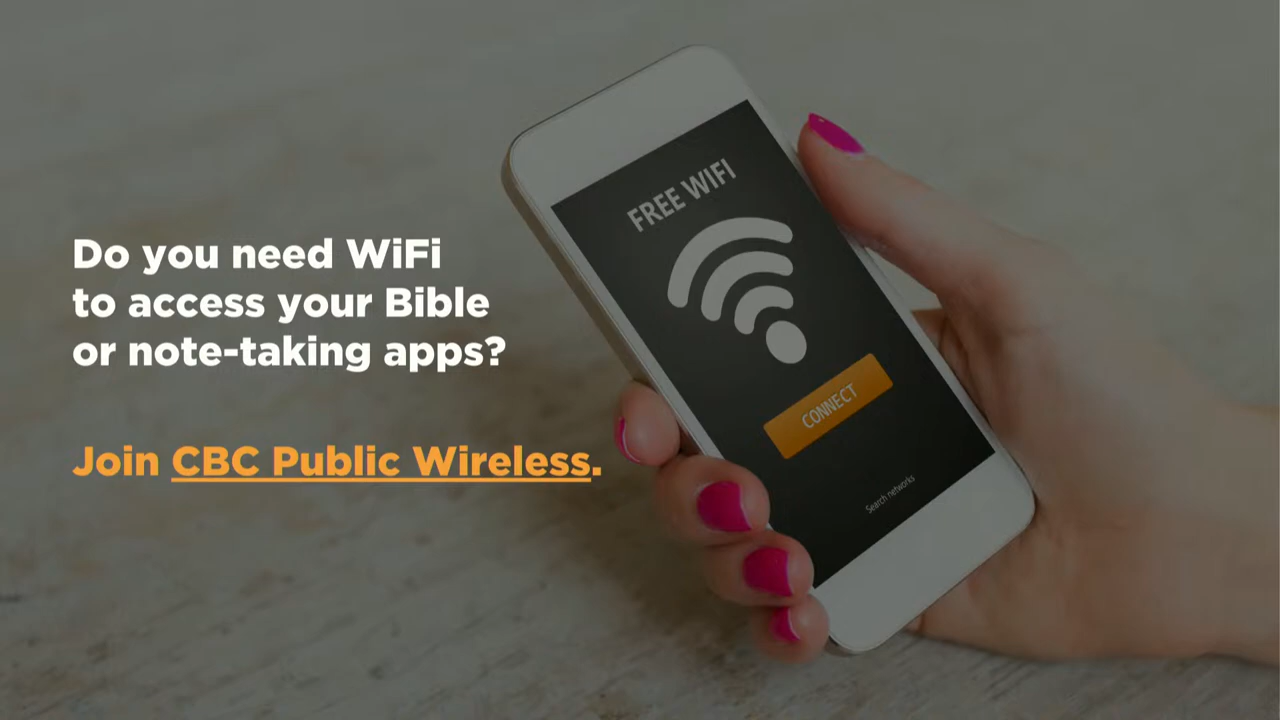 Do you need WiFi
to access your Bible
or note-taking apps?
Join CBC Public Wireless.
FREE WIFI
CONNECT
Search networks